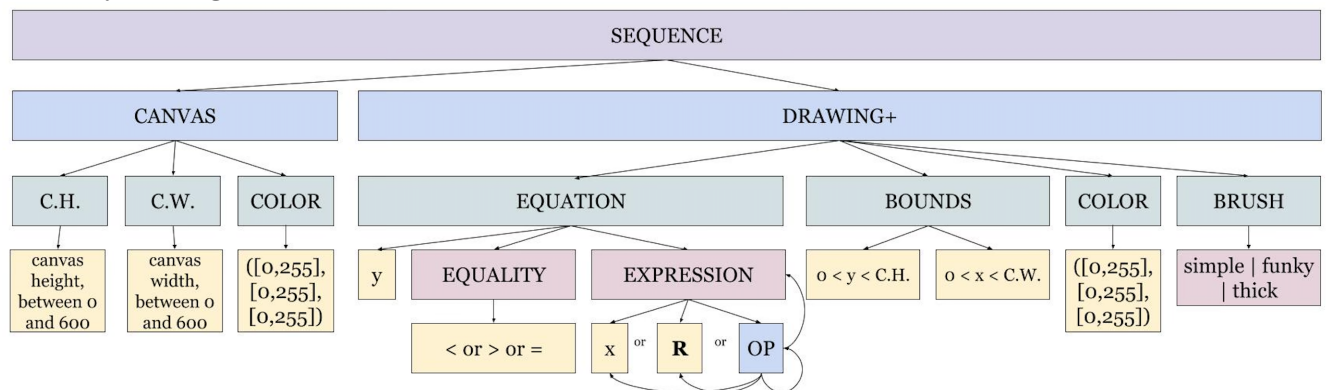 SEQUENCE
CANVAS
DRAWING+
C.H.
C.W.
COLOR
EQUATION
BOUNDS
COLOR
BRUSH
canvas
height,
between 0
and 600
canvas
width,
between 0
and 600
([0,255],
[0,255],
[0,255])
y
EQUALITY
EXPRESSION
0 < y < C.H.
0 < x < C.W.
([0,255],
[0,255],
[0,255])
simple | funky
| thick
< or > or =
x or R or OP